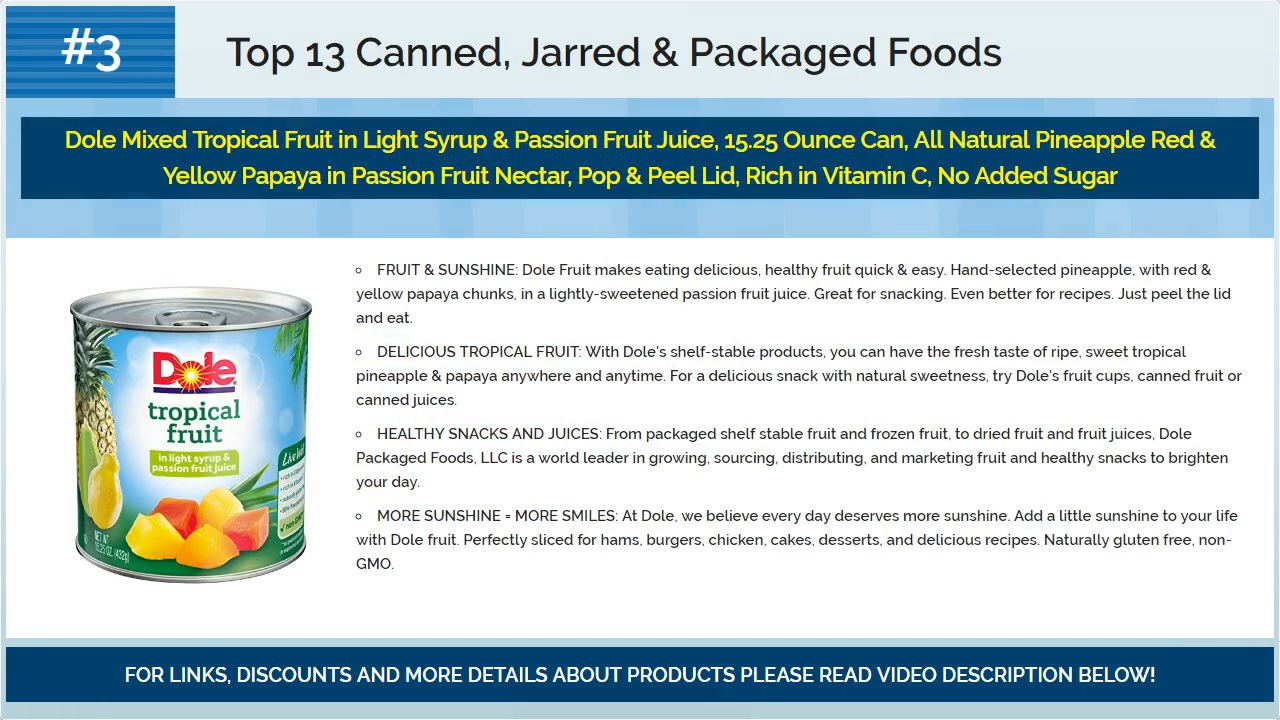 #3
Top 13 Canned, Jarred & Packaged Foods
Dole Mixed Tropical Fruit in Light Syrup & Passion Fruit Juice, 15.25 Ounce Can, All Natural Pineapple Red &
Yellow Papaya in Passion Fruit Nectar, Pop & Peel Lid, Rich in Vitamin C, No Added Sugar
Dole
tropical
fruit
in light syrup &
passion fruit juice
NET WT
15.25 OZ. (432g)
◦ FRUIT & SUNSHINE: Dole Fruit makes eating delicious, healthy fruit quick & easy. Hand-selected pineapple, with red &
yellow papaya chunks, in a lightly-sweetened passion fruit juice. Great for snacking. Even better for recipes. Just peel the lid
and eat.
◦ DELICIOUS TROPICAL FRUIT: With Dole's shelf-stable products, you can have the fresh taste of ripe, sweet tropical
pineapple & papaya anywhere and anytime. For a delicious snack with natural sweetness, try Dole's fruit cups, canned fruit or
canned juices.
◦ HEALTHY SNACKS AND JUICES: From packaged shelf stable fruit and frozen fruit, to dried fruit and fruit juices, Dole
Packaged Foods, LLC is a world leader in growing, sourcing, distributing, and marketing fruit and healthy snacks to brighten
your day.
◦ MORE SUNSHINE = MORE SMILES: At Dole, we believe every day deserves more sunshine. Add a little sunshine to your life
with Dole fruit. Perfectly sliced for hams, burgers, chicken, cakes, desserts, and delicious recipes. Naturally gluten free, non-
GMO.
FOR LINKS, DISCOUNTS AND MORE DETAILS ABOUT PRODUCTS PLEASE READ VIDEO DESCRIPTION BELOW!